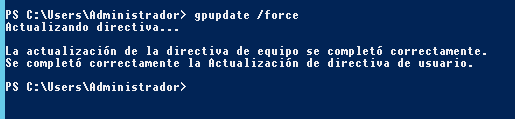 PS C:\Users\Administrador> gpupdate /force
Actualizando directiva...
La actualización de la directiva de equipo se completó correctamente.
Se completó correctamente la Actualización de directiva de usuario.
PS C:\Users\Administrador>